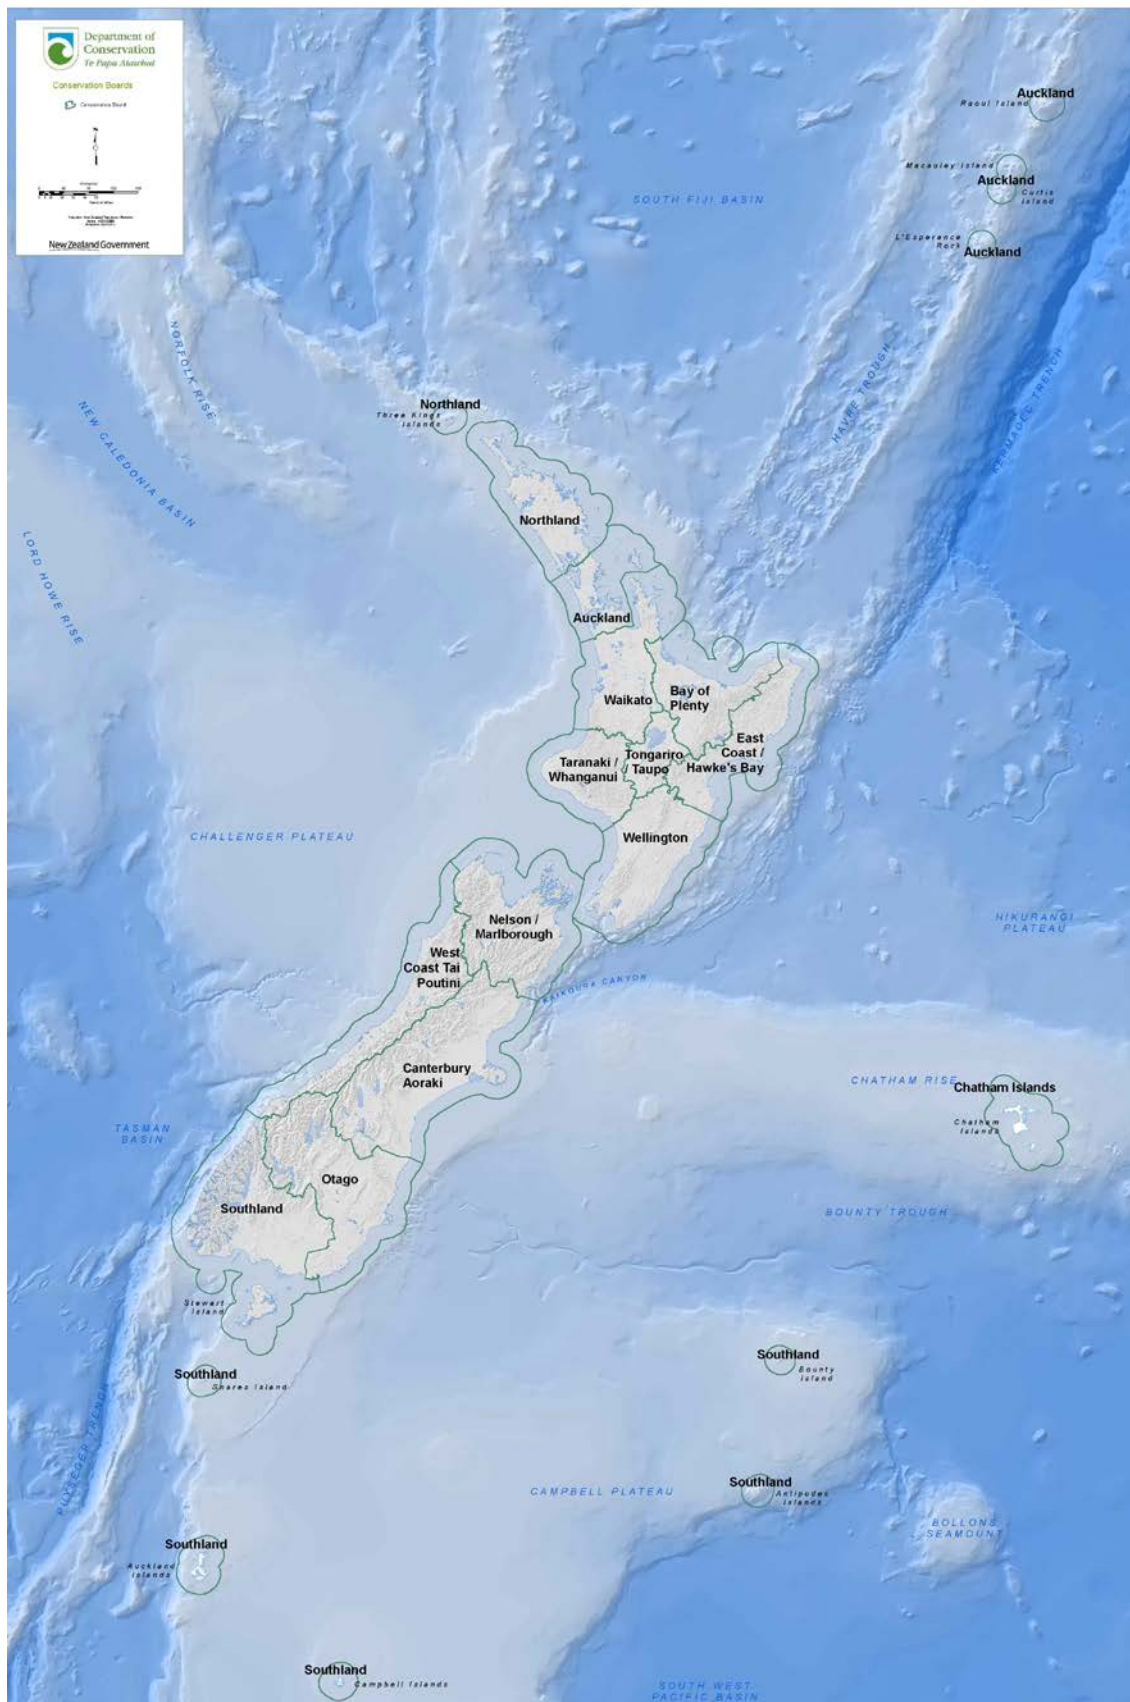 Department of
Conservation
Te Papa Atawhai
Conservation Boards
Conservation Board
N
New Zealand Government
Auckland
Raoul Island
Macauley Island
Auckland
Curtis
Island
SOUTH FIJI BASIN
L'Esperance
Rock
Auckland
NORFOLK RISE
HAVRE TROUGH
KERMADEC TRENCH
NEW CALEDONIA BASIN
Northland
Three Kings
Islands
LORD HOWE RISE
Northland
Auckland
Waikato
Bay of
Plenty
East
Coast /
Hawke's Bay
Tongariro
/ Taupo
Taranaki /
Whanganui
CHALLENGER PLATEAU
Wellington
Nelson /
Marlborough
HIKURANGI
PLATEAU
West
Coast Tai
Poutini
KAIKOURA CANYON
Canterbury
Aoraki
CHATHAM RISE
Chatham Islands
Chatham
Islands
TASMAN
BASIN
Otago
Southland
BOUNTY TROUGH
Stewart
Island
Southland
Snares Island
Southland
Bounty
Island
PUYSEGER TRENCH
CAMPBELL PLATEAU
Southland
Antipodes
Islands
BOLLONS
SEAMOUNT
Southland
Auckland
Islands
Southland
Campbell Islands
SOUTH WEST
PACIFIC BASIN